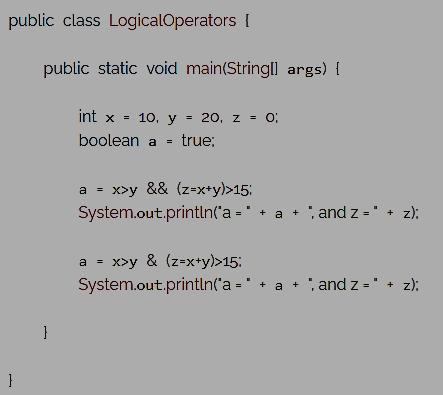 public class LogicalOperators {
public static void main(String[] args) {
int x = 10, y = 20, z = 0;
boolean a = true;
a = x>y && (z=x+y)>15;
System.out.println("a = " + a + ", and z = " + z);
a = x>y & (z=x+y)>15;
System.out.println("a = " + a + ", and z = " + z);
}
}